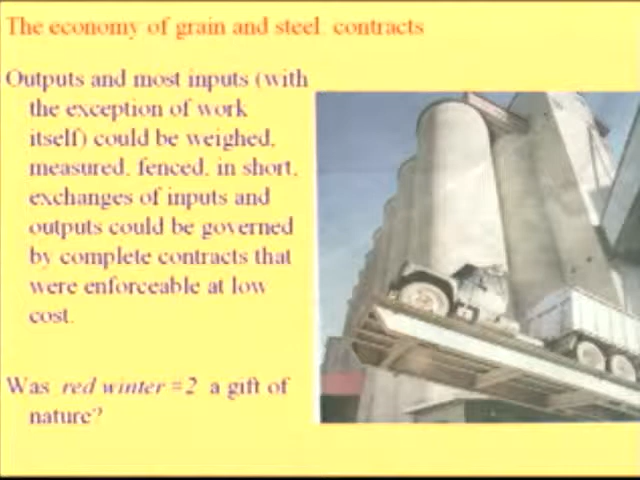 The economy of grain and steel: contracts
Outputs and most inputs (with
the exception of work
itself) could be weighed,
measured, fenced, in short,
exchanges of inputs and
outputs could be governed
by complete contracts that
were enforceable at low
cost.
Was red winter =2 a gift of
nature?